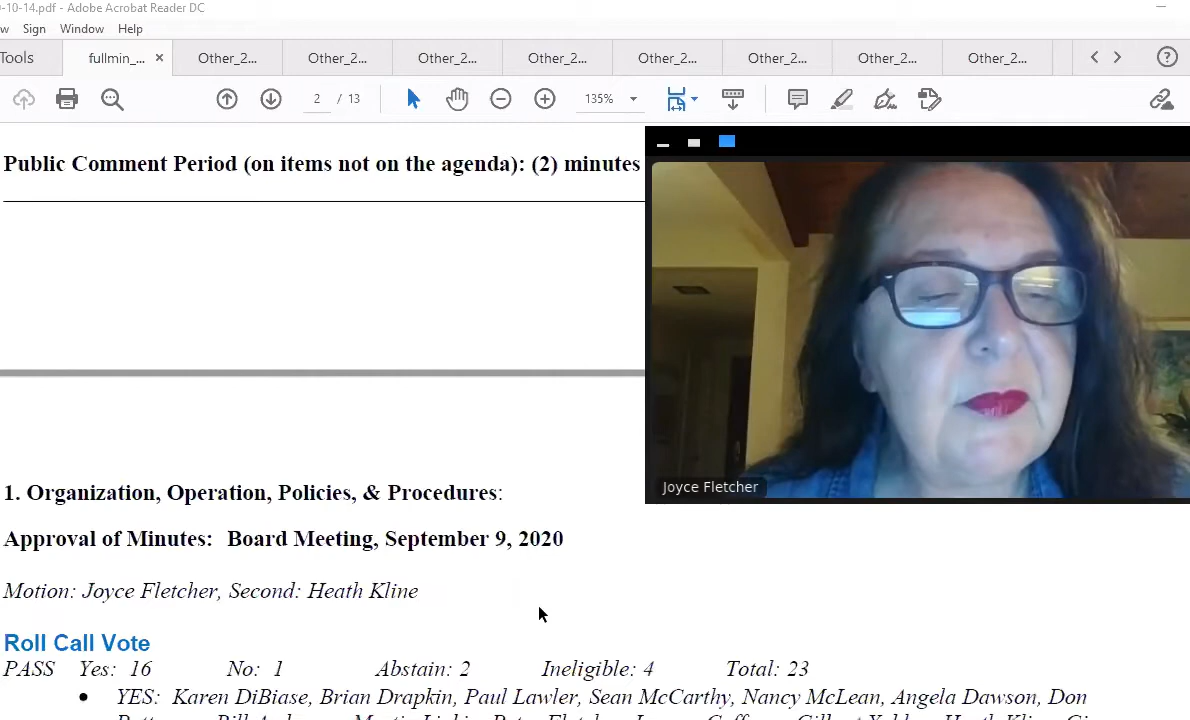 -10-14.pdf - Adobe Acrobat Reader DC
w Sign Window Help
Tools fullmin_... × Other_2... Other_2... Other_2... Other_2... Other_2... Other_2... Other_2... Other_2...
2 / 13 135%
Public Comment Period (on items not on the agenda): (2) minutes
Joyce Fletcher
1. Organization, Operation, Policies, & Procedures:
Approval of Minutes: Board Meeting, September 9, 2020
Motion: Joyce Fletcher, Second: Heath Kline
Roll Call Vote
PASS Yes: 16 No: 1 Abstain: 2 Ineligible: 4 Total: 23
• YES: Karen DiBiase, Brian Drapkin, Paul Lawler, Sean McCarthy, Nancy McLean, Angela Dawson, Don